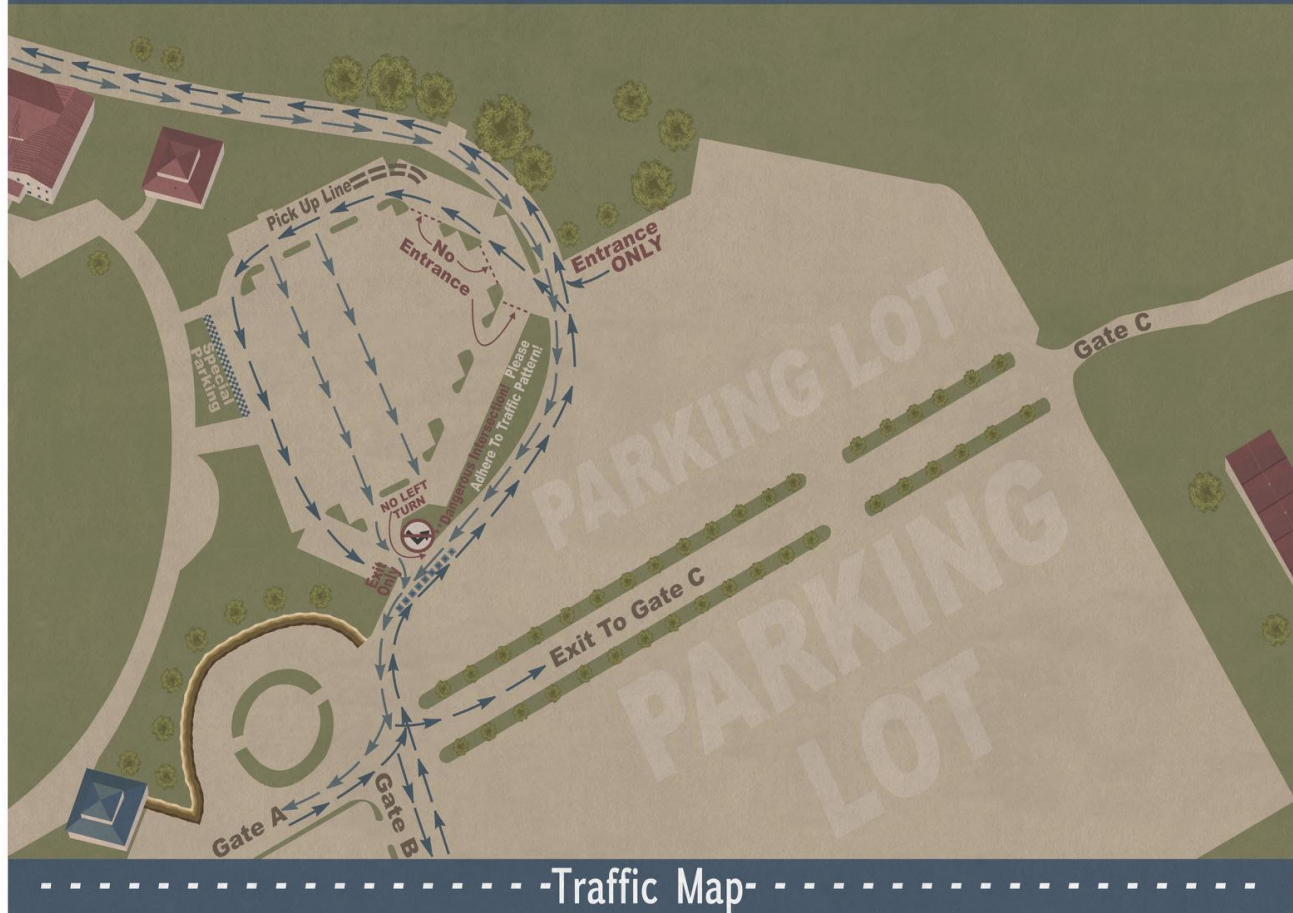 Pick Up Line
No
Entrance
Entrance
ONLY
Gate C
Special
Parking
Dangerous Intersection! Please
Adhere To Traffic Pattern!
NO LEFT
TURN
Exit
Only
PARKING LOT
Exit To Gate C
PARKING
LOT
Gate A
Gate B
Traffic Map